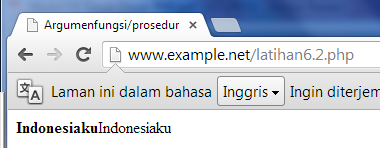 Argumenfungsi/prosedur
www.example.net/latihan6.2.php
Laman ini dalam bahasa Inggris Ingin diterjem
IndonesiakuIndonesiaku